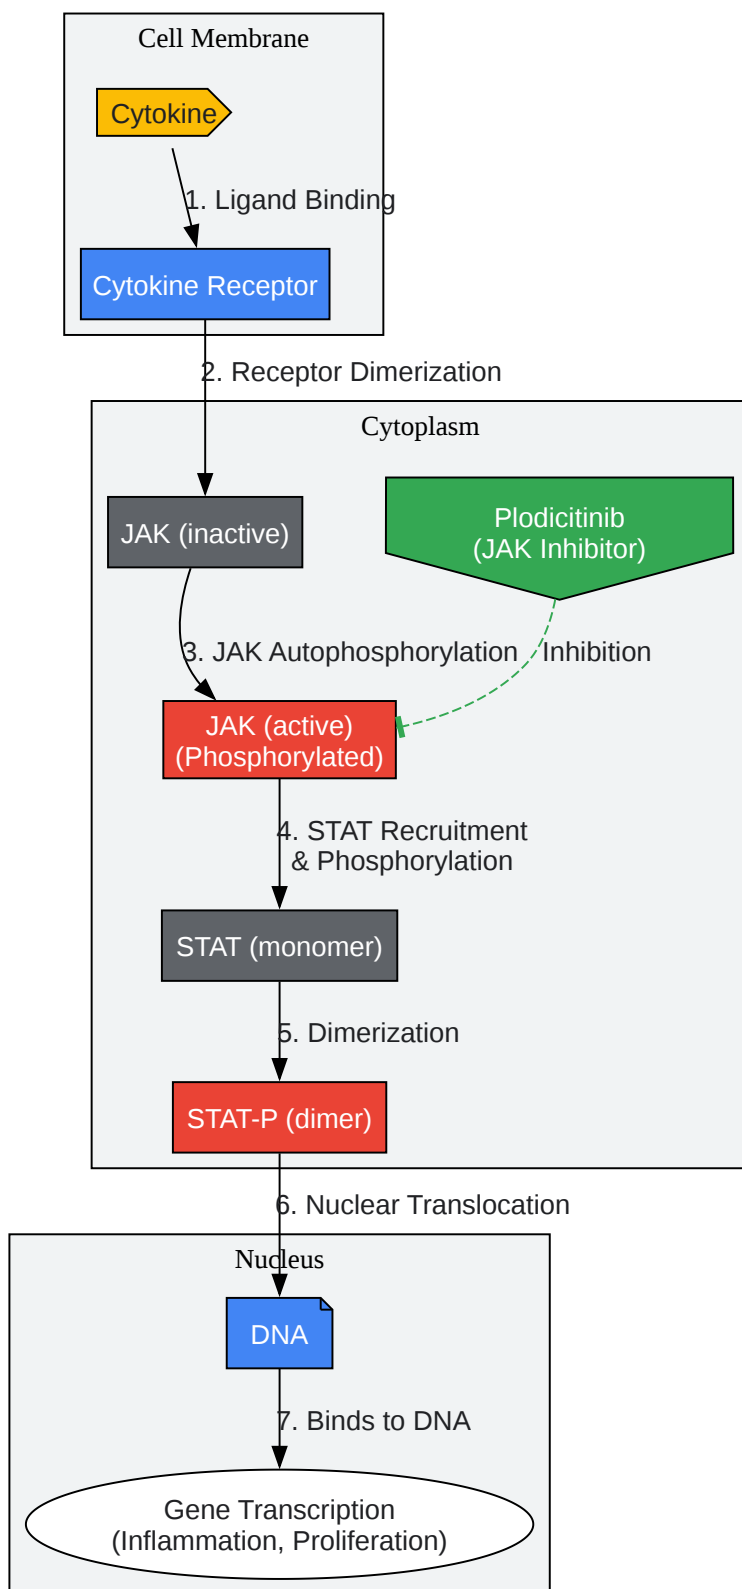 Cell Membrane
Cytokine
1. Ligand Binding
Cytokine Receptor
2. Receptor Dimerization
Cytoplasm
Plodicitinib
(JAK Inhibitor)
JAK (inactive)
3. JAK Autophosphorylation
Inhibition
JAK (active)
(Phosphorylated)
4. STAT Recruitment
& Phosphorylation
STAT (monomer)
5. Dimerization
STAT-P (dimer)
6. Nuclear Translocation
Nucleus
DNA
7. Binds to DNA
Gene Transcription
(Inflammation, Proliferation)